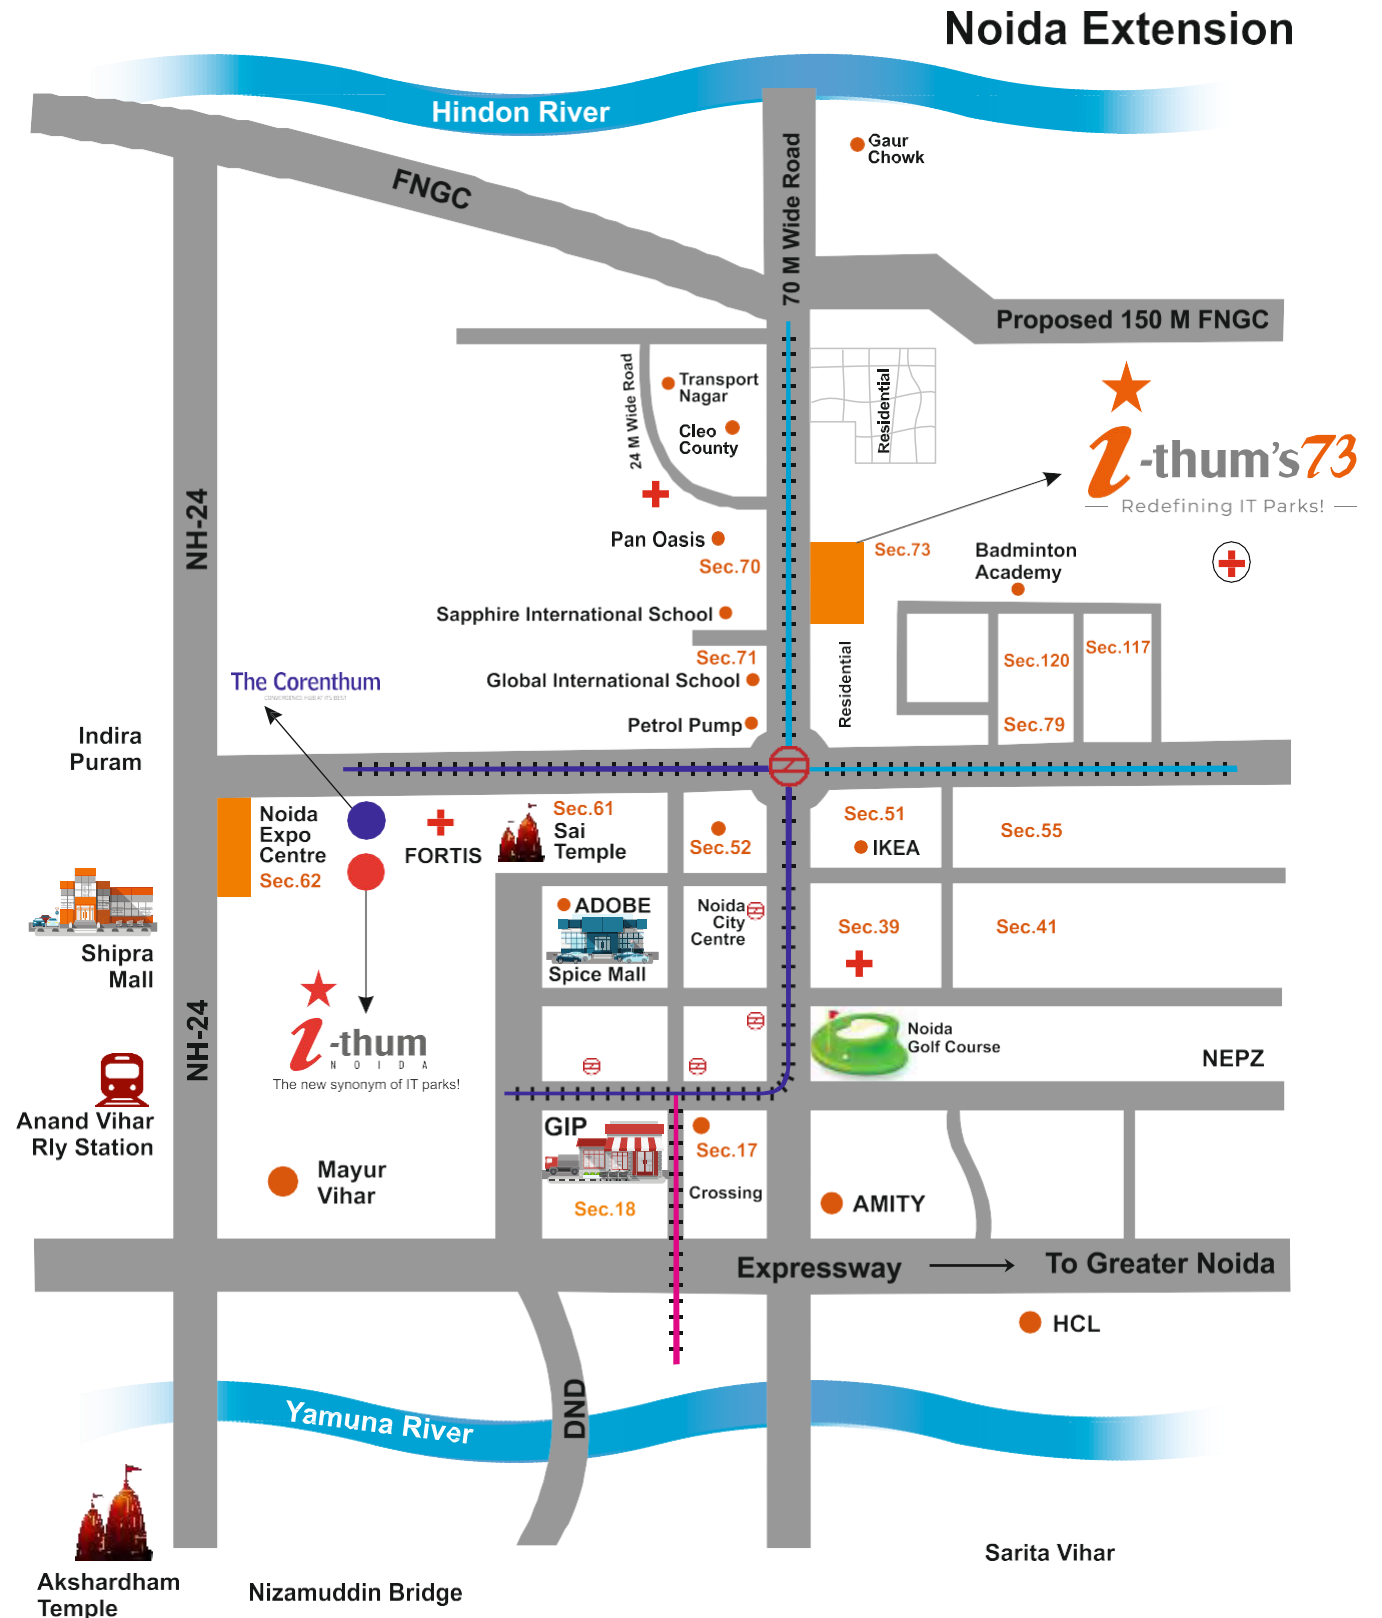 Noida Extension
Hindon River
Gaur
Chowk
FNGC
70 M Wide Road
Proposed 150 M FNGC
24 M Wide Road
Transport
Nagar
Cleo
County
Residential
i-thum's73
Redefining IT Parks!
NH-24
Pan Oasis
Sec.70
Sec.73
Badminton
Academy
Sapphire International School
Sec.71
Global International School
Petrol Pump
Residential
Sec.120
Sec.117
Sec.79
The Corenthum
Indira
Puram
Noida
Expo
Centre
Sec.62
FORTIS
Sec.61
Sai
Temple
Sec.52
Sec.51
IKEA
Sec.55
ADOBE
Spice Mall
Noida
City
Centre
Sec.39
Sec.41
Shipra
Mall
NH-24
i-thum
NOIDA
The new synonym of IT parks!
Noida
Golf Course
NEPZ
Anand Vihar
Rly Station
GIP
Sec.17
Crossing
Sec.18
Mayur
Vihar
AMITY
Expressway
To Greater Noida
HCL
DND
Yamuna River
Akshardham
Temple
Nizamuddin Bridge
Sarita Vihar